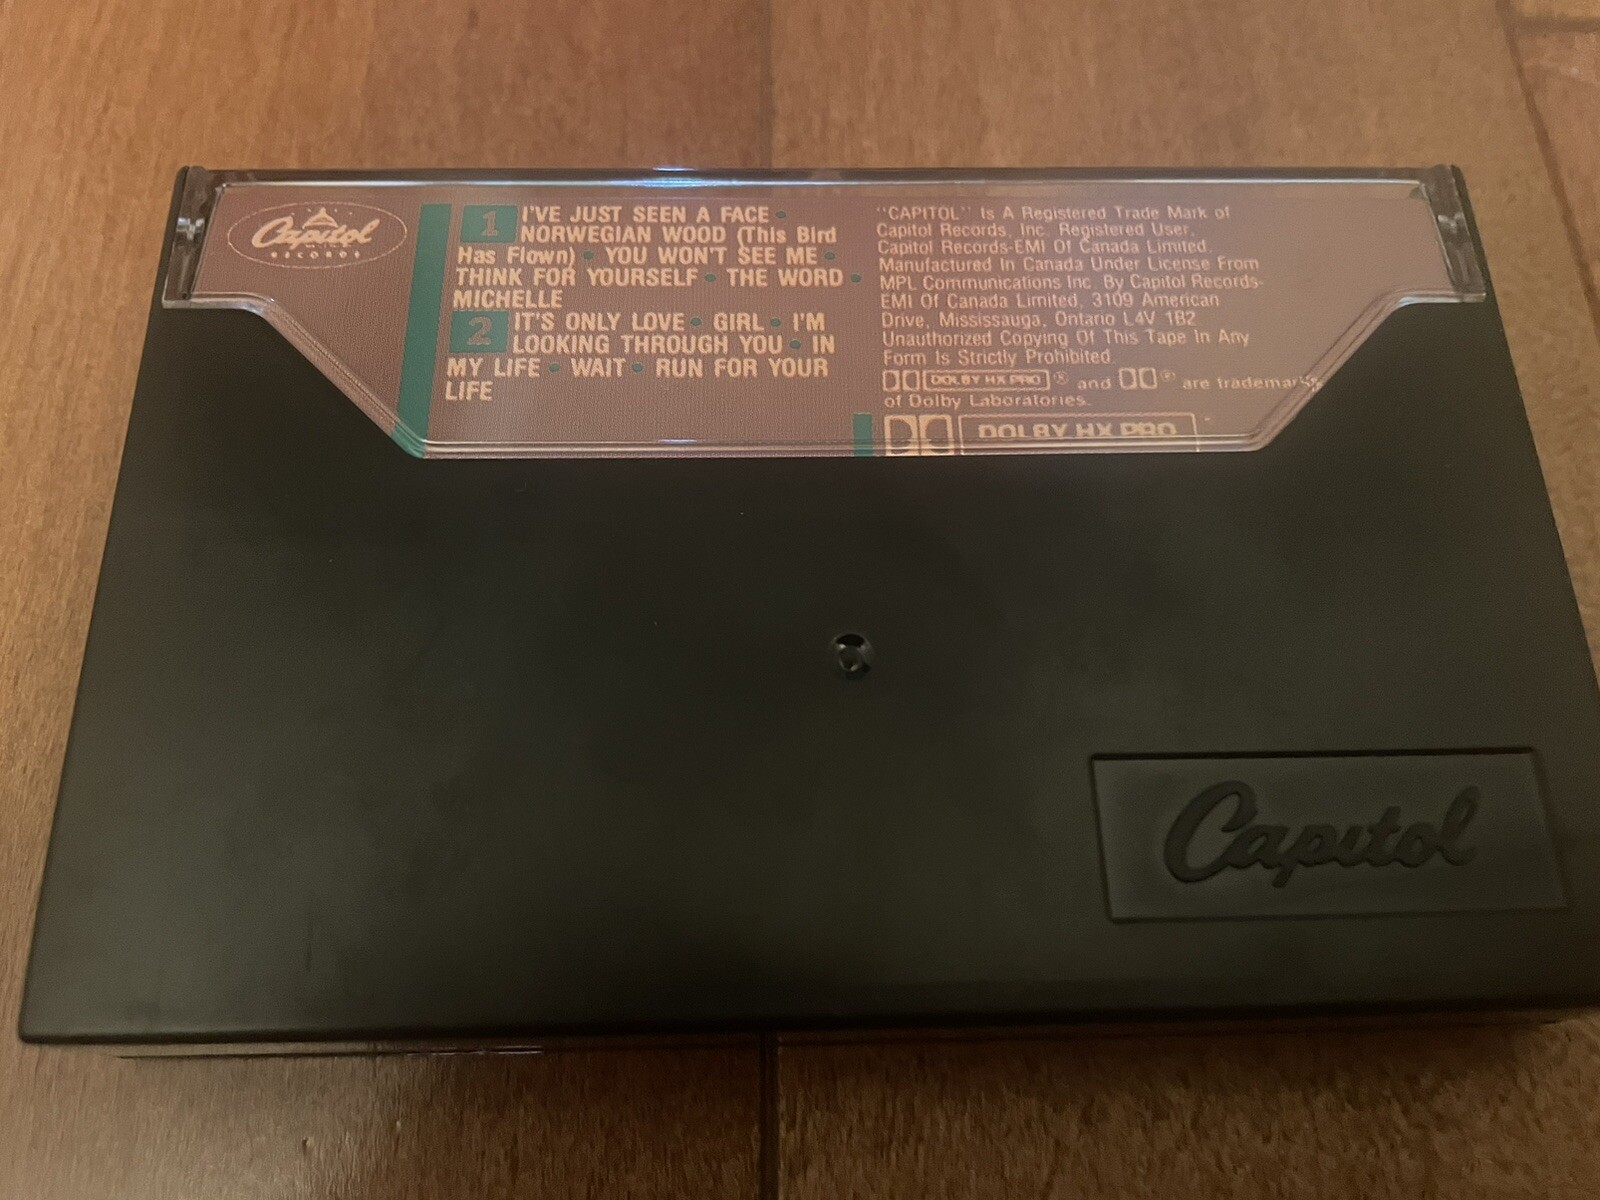 Capitol
RECORDS
1 I'VE JUST SEEN A FACE •
NORWEGIAN WOOD (This Bird
Has Flown) • YOU WON'T SEE ME •
THINK FOR YOURSELF • THE WORD •
MICHELLE
2 IT'S ONLY LOVE • GIRL • I'M
LOOKING THROUGH YOU • IN
MY LIFE • WAIT • RUN FOR YOUR
LIFE
"CAPITOL" Is A Registered Trade Mark of
Capitol Records, Inc. Registered User,
Capitol Records-EMI Of Canada Limited.
Manufactured In Canada Under License From
MPL Communications Inc. By Capitol Records-
EMI Of Canada Limited, 3109 American
Drive, Mississauga, Ontario L4V 1B2
Unauthorized Copying Of This Tape In Any
Form Is Strictly Prohibited.
DOLBY HX PRO ® and ® are trademarks
of Dolby Laboratories.
DOLBY HX PRO
Capitol